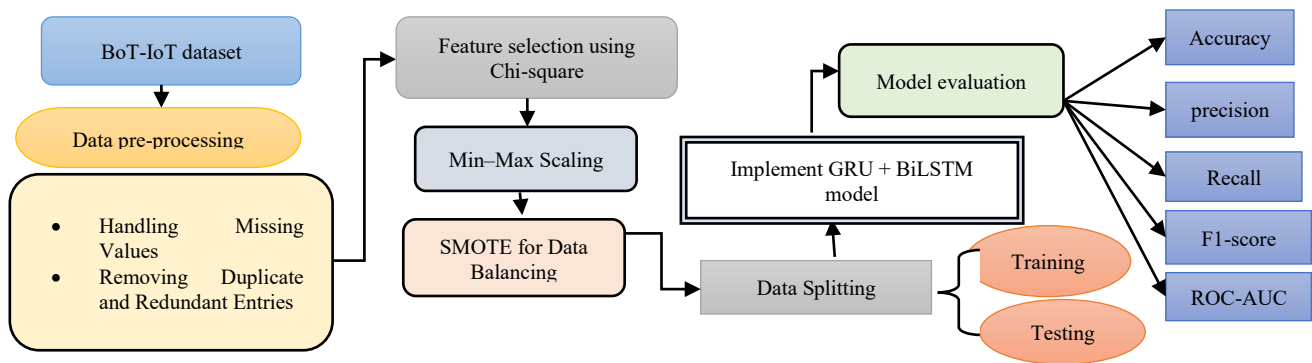 BoT-IoT dataset
Data pre-processing
• Handling Missing
Values
• Removing Duplicate
and Redundant Entries
Feature selection using
Chi-square
Min–Max Scaling
SMOTE for Data
Balancing
Data Splitting
Training
Testing
Implement GRU + BiLSTM
model
Model evaluation
Accuracy
precision
Recall
F1-score
ROC-AUC